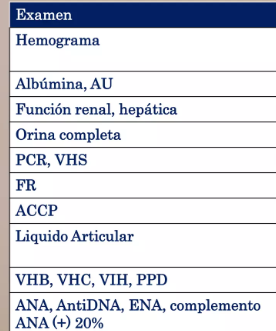 Examen
Hemograma
Albúmina, AU
Función renal, hepática
Orina completa
PCR, VHS
FR
ACCP
Liquido Articular
VHB, VHC, VIH, PPD
ANA, AntiDNA, ENA, complemento
ANA (+) 20%